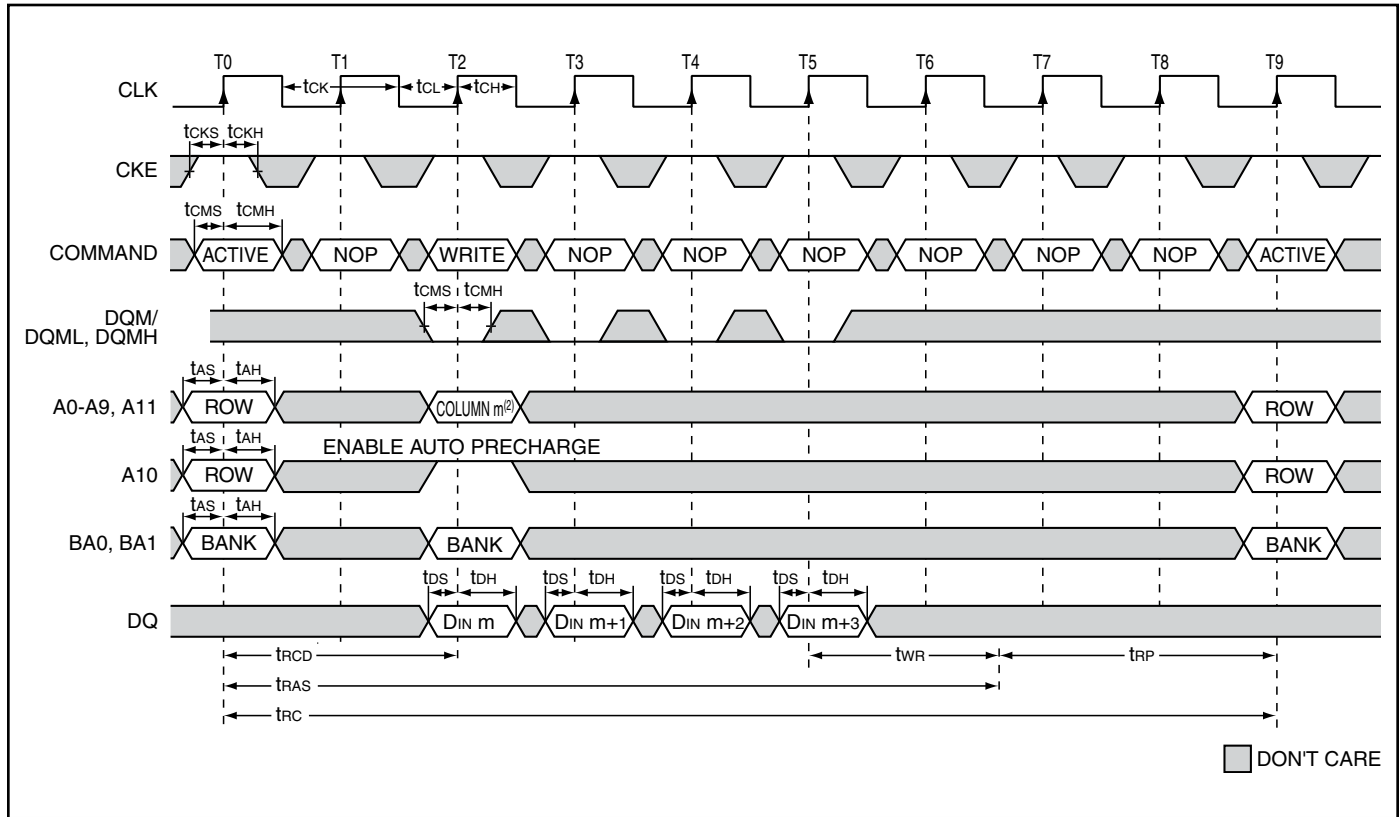 T0 T1 T2 T3 T4 T5 T6 T7 T8 T9
CLK
tCK tCL tCH
tCKS tCKH
CKE
tCMS tCMH
COMMAND ACTIVE NOP WRITE NOP NOP NOP NOP NOP NOP ACTIVE
tCMS tCMH
DQM/
DQML, DQMH
tAS tAH
A0-A9, A11 ROW COLUMN m(2) ROW
tAS tAH ENABLE AUTO PRECHARGE
A10 ROW ROW
tAS tAH
BA0, BA1 BANK BANK BANK
tDS tDH tDS tDH tDS tDH tDS tDH
DQ DIN m DIN m+1 DIN m+2 DIN m+3
tRCD tWR tRP
tRAS
tRC
DON'T CARE